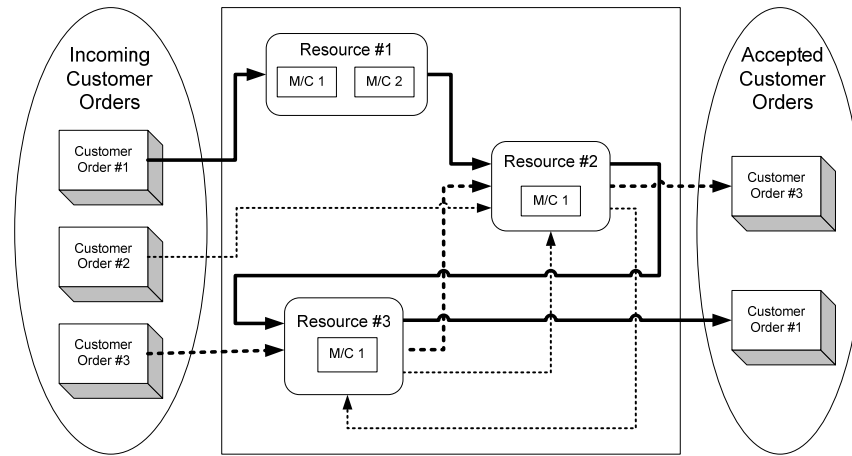 Incoming
Customer
Orders
Customer
Order #1
Customer
Order #2
Customer
Order #3
Resource #1
M/C 1
M/C 2
Resource #2
M/C 1
Resource #3
M/C 1
Accepted
Customer
Orders
Customer
Order #3
Customer
Order #1